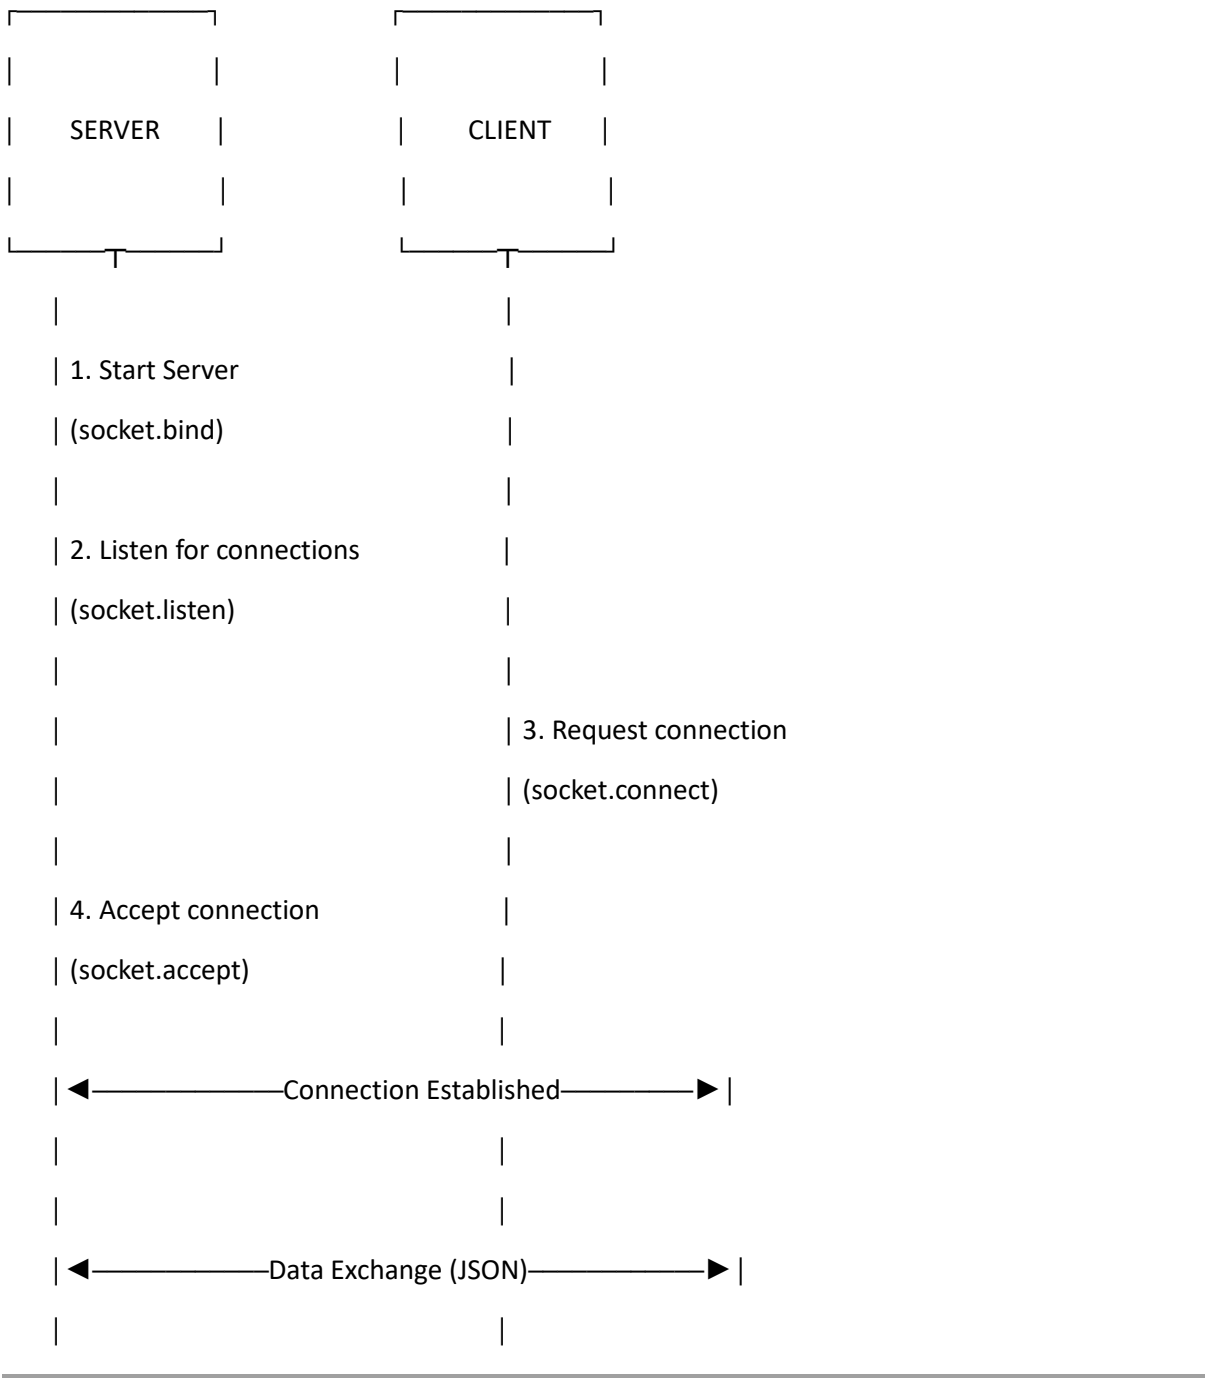 SERVER CLIENT
1. Start Server
(socket.bind)
2. Listen for connections
(socket.listen)
3. Request connection
(socket.connect)
4. Accept connection
(socket.accept)
Connection Established
Data Exchange (JSON)